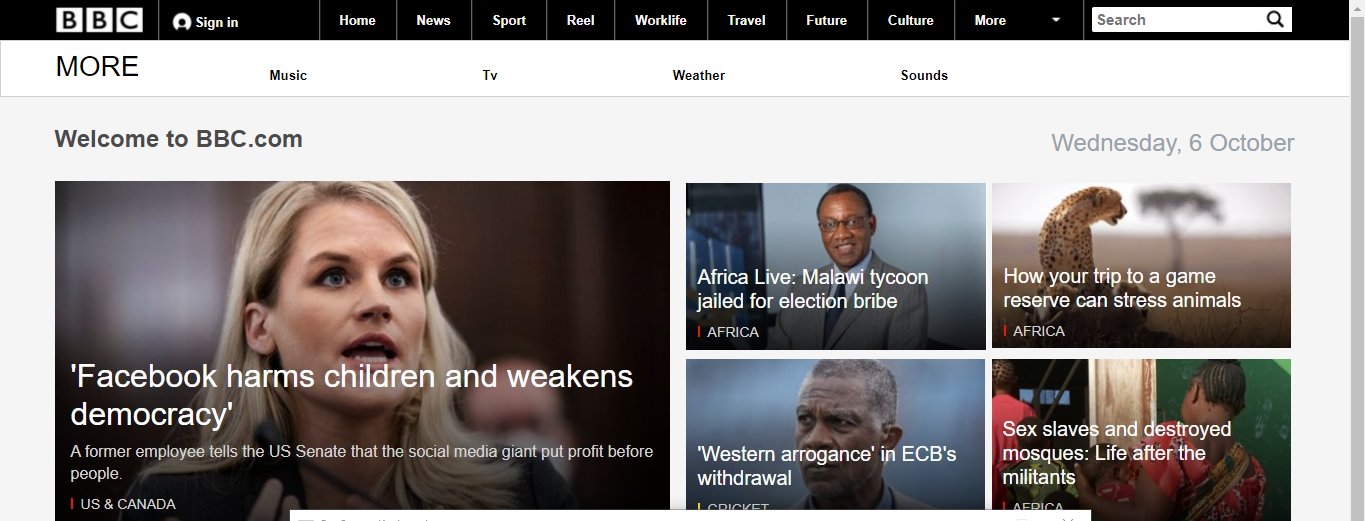 BBC Sign in Home News Sport Reel Worklife Travel Future Culture More Search
MORE Music Tv Weather Sounds
Welcome to BBC.com
Wednesday, 6 October
'Facebook harms children and weakens
democracy'
A former employee tells the US Senate that the social media giant put profit before
people.
US & CANADA
Africa Live: Malawi tycoon
jailed for election bribe
AFRICA
How your trip to a game
reserve can stress animals
AFRICA
'Western arrogance' in ECB's
withdrawal
CRICKET
Sex slaves and destroyed
mosques: Life after the
militants
AFRICA